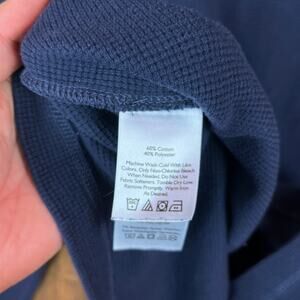 60% Cotton
40% Polyester
Machine Wash Cold With Like
Colors, Only Non-Chlorine Bleach
When Needed, Do Not Use
Fabric Softeners, Tumble Dry Low,
Remove Promptly, Warm Iron
As Desired.